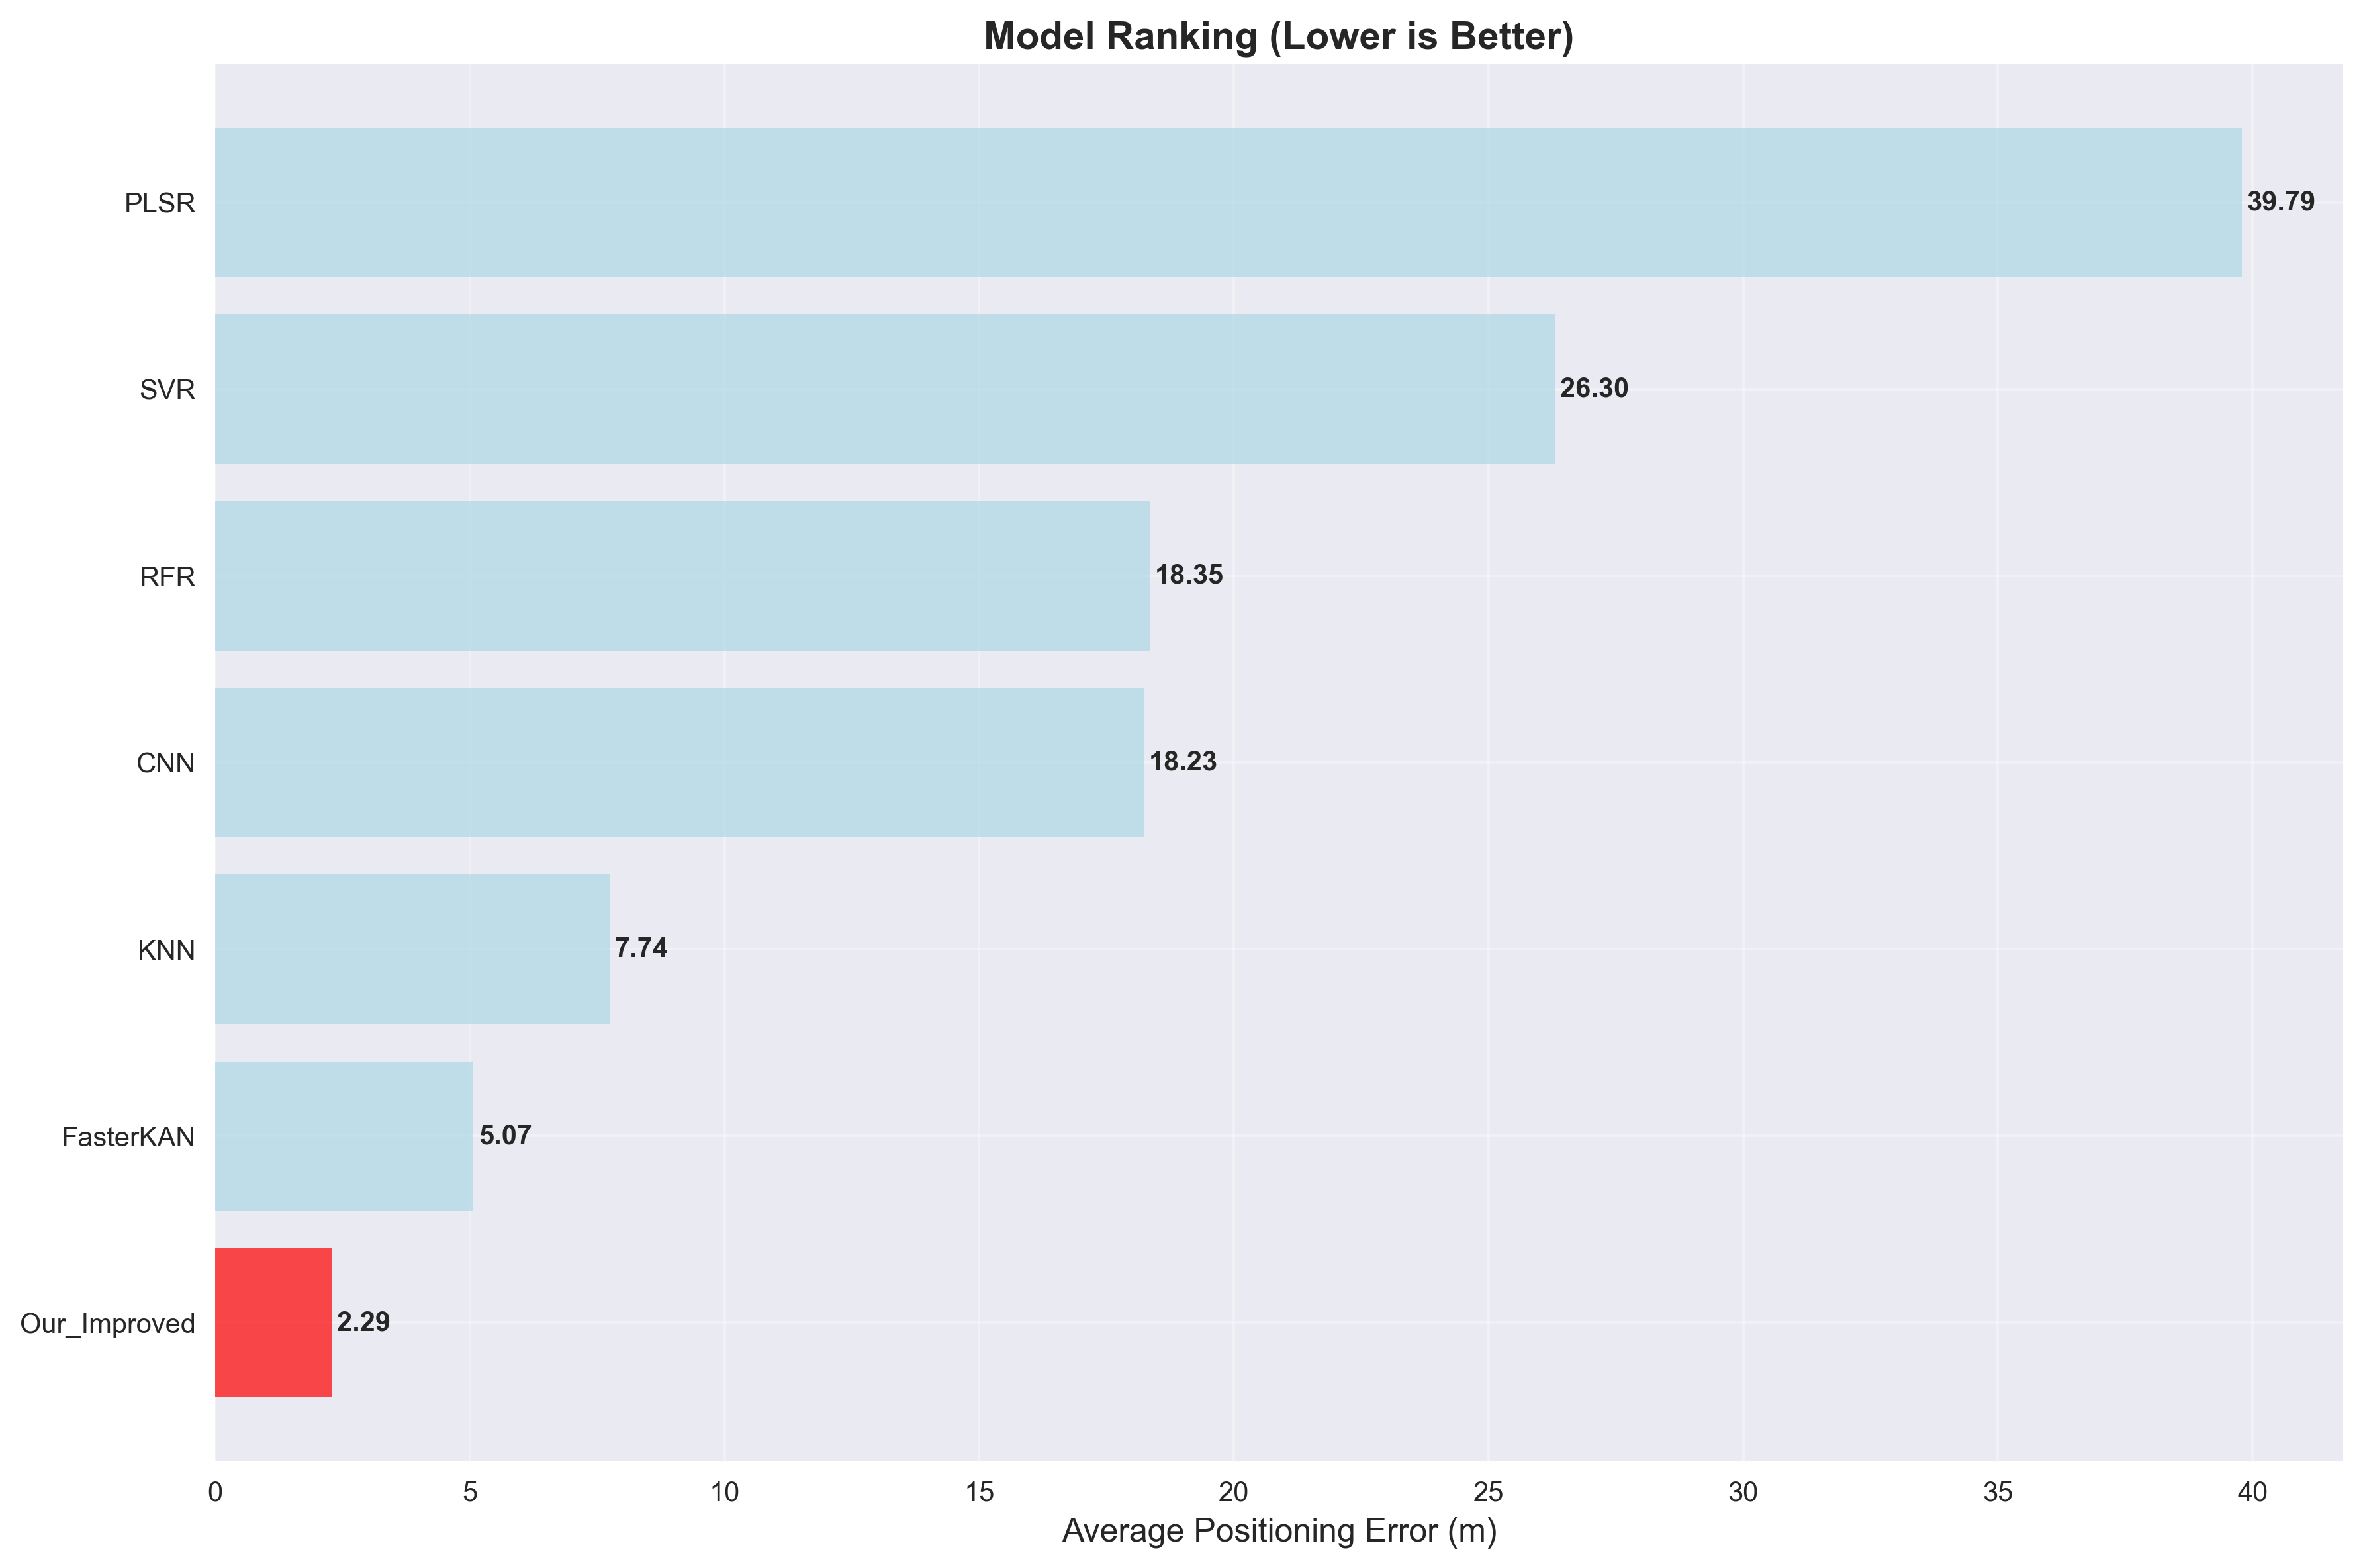 Model Ranking (Lower is Better)
PLSR
39.79
SVR
26.30
RFR
18.35
CNN
18.23
KNN
7.74
FasterKAN
5.07
Our_Improved
2.29
0 5 10 15 20 25 30 35 40
Average Positioning Error (m)